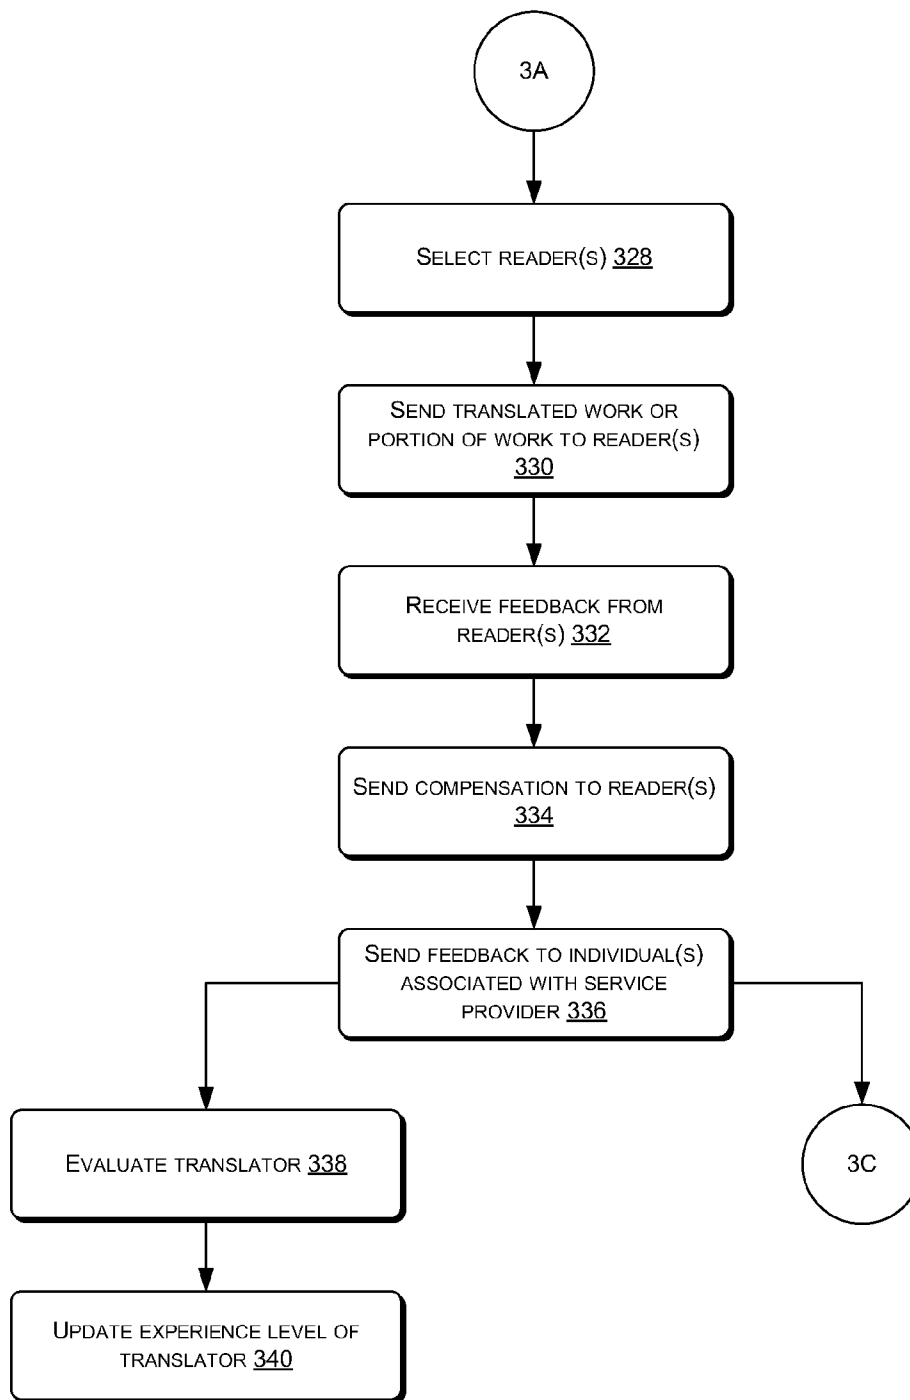 3A
SELECT READER(S) 328
SEND TRANSLATED WORK OR
PORTION OF WORK TO READER(S)
330
RECEIVE FEEDBACK FROM
READER(S) 332
SEND COMPENSATION TO READER(S)
334
SEND FEEDBACK TO INDIVIDUAL(S)
ASSOCIATED WITH SERVICE
PROVIDER 336
EVALUATE TRANSLATOR 338
3C
UPDATE EXPERIENCE LEVEL OF
TRANSLATOR 340